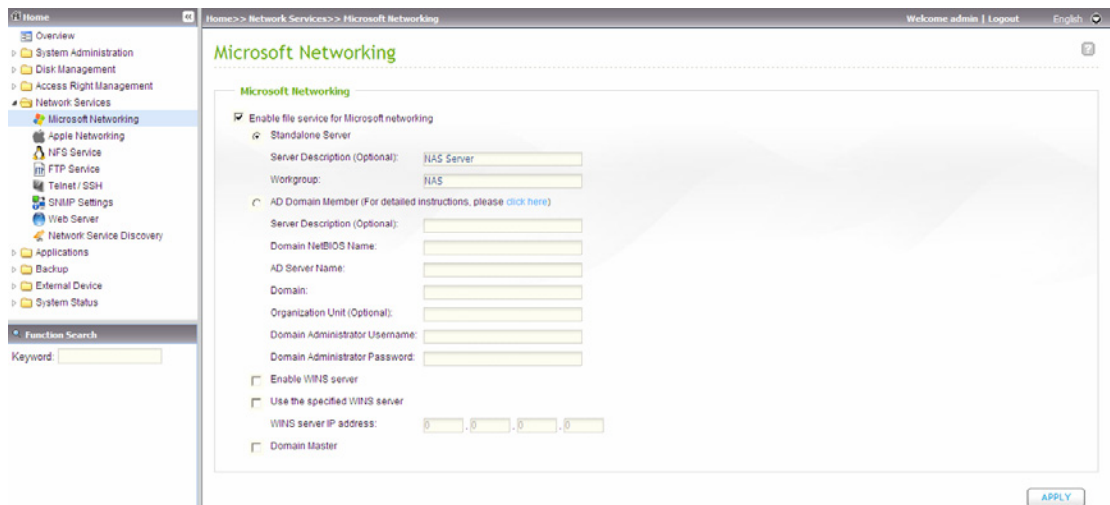 Home
Home>> Network Services>> Microsoft Networking
Welcome admin | Logout
English
Overview
System Administration
Disk Management
Access Right Management
Network Services
Microsoft Networking
Apple Networking
NFS Service
FTP Service
Telnet / SSH
SNMP Settings
Web Server
Network Service Discovery
Applications
Backup
External Device
System Status
Function Search
Keyword:
Microsoft Networking
?
Microsoft Networking
Enable file service for Microsoft networking
Standalone Server
Server Description (Optional): NAS Server
Workgroup: NAS
AD Domain Member (For detailed instructions, please click here)
Server Description (Optional):
Domain NetBIOS Name:
AD Server Name:
Domain:
Organization Unit (Optional):
Domain Administrator Username:
Domain Administrator Password:
Enable WINS server
Use the specified WINS server
WINS server IP address: 0 . 0 . 0 . 0
Domain Master
APPLY